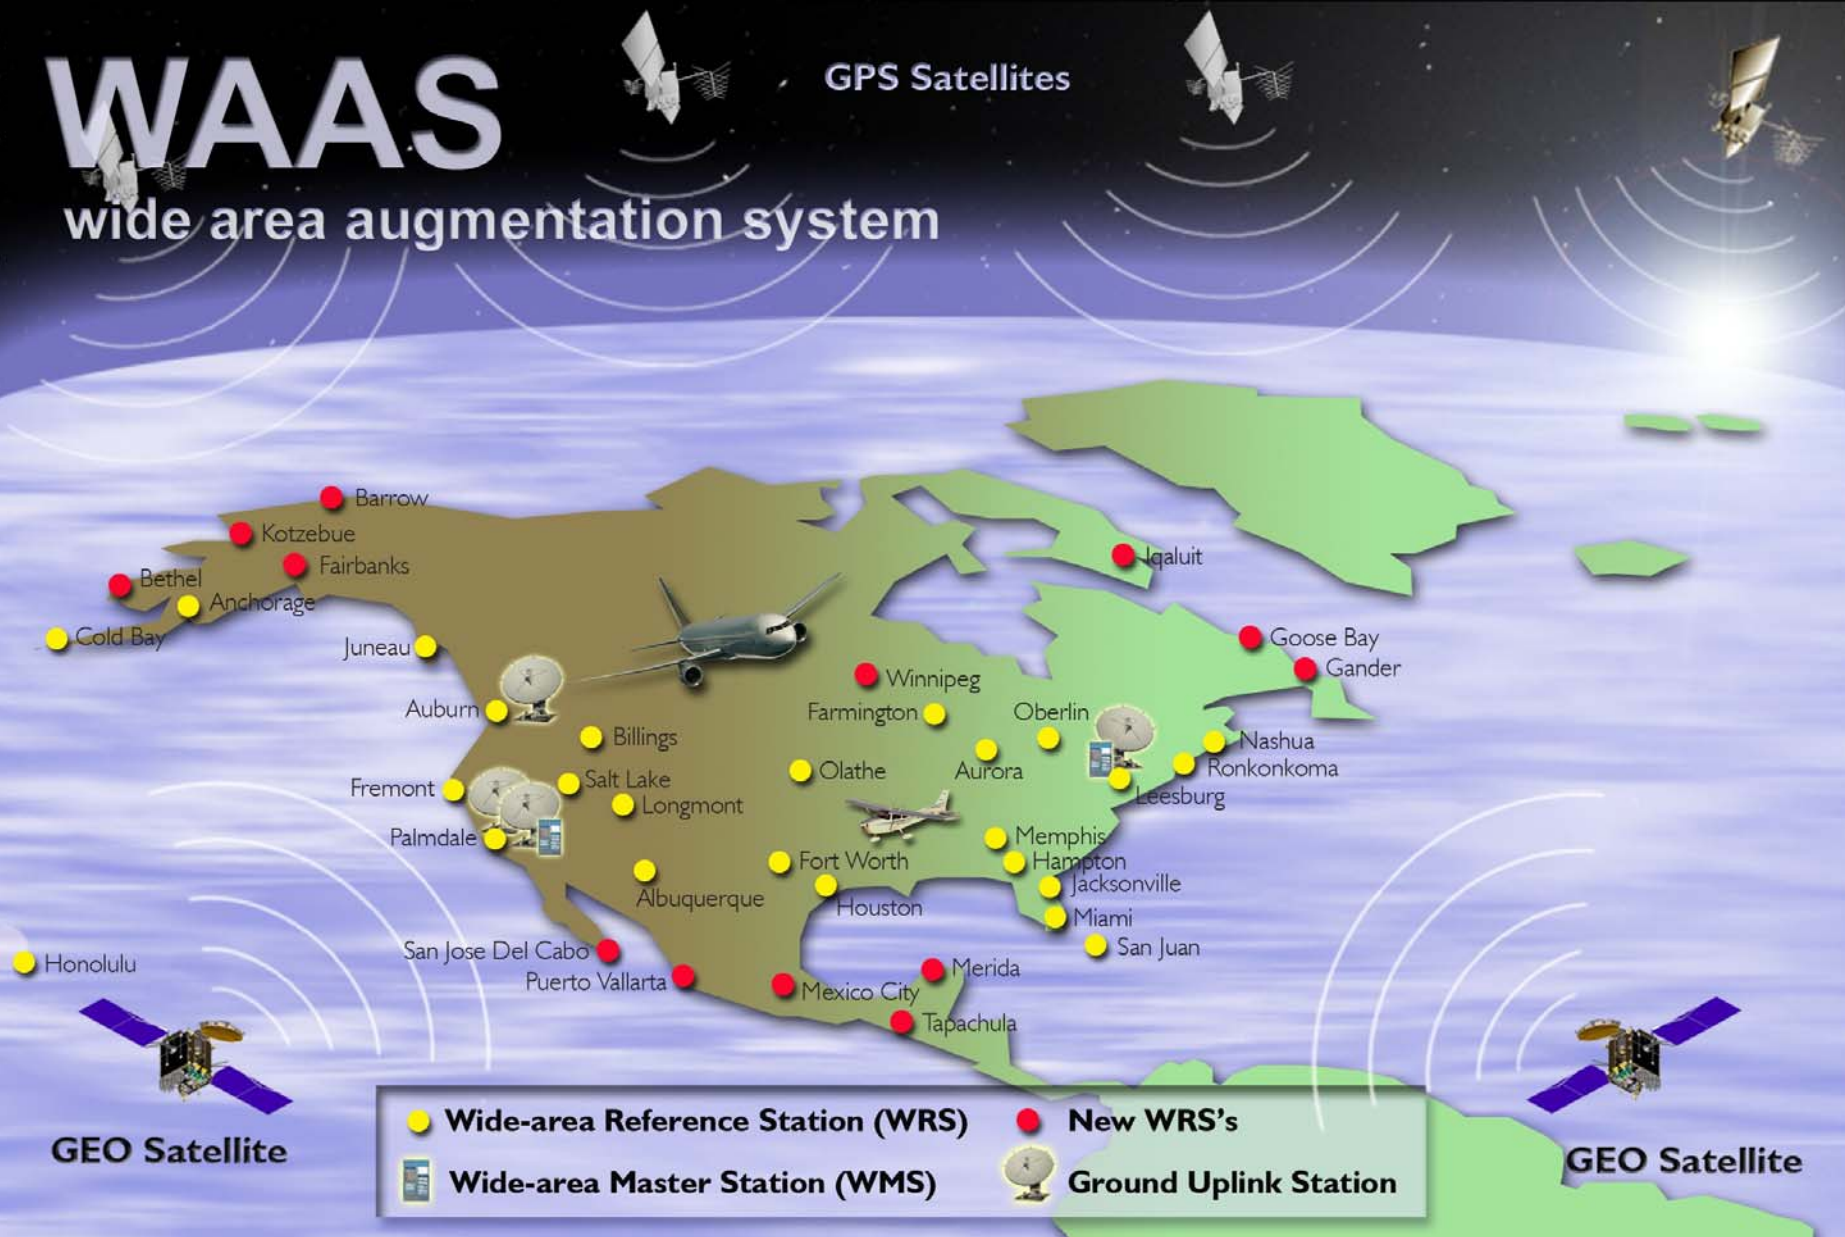 WAAS
GPS Satellites
wide area augmentation system
Barrow
Kotzebue
Fairbanks
Iqaluit
Bethel
Anchorage
Cold Bay
Juneau
Goose Bay
Gander
Winnipeg
Auburn
Farmington
Oberlin
Billings
Nashua
Ronkonkoma
Olathe
Aurora
Salt Lake
Fremont
Longmont
Leesburg
Palmdale
Memphis
Fort Worth
Hampton
Jacksonville
Albuquerque
Houston
Miami
San Juan
San Jose Del Cabo
Honolulu
Merida
Puerto Vallarta
Mexico City
Tapachula
Wide-area Reference Station (WRS)
New WRS's
GEO Satellite
GEO Satellite
Wide-area Master Station (WMS)
Ground Uplink Station